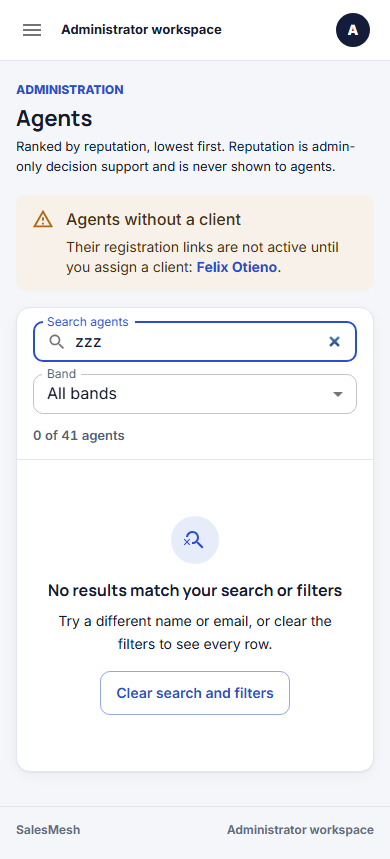 Administrator workspace
A
ADMINISTRATION
Agents
Ranked by reputation, lowest first. Reputation is admin-
only decision support and is never shown to agents.
Agents without a client
Their registration links are not active until
you assign a client: Felix Otieno.
Search agents
zzz
Band
All bands
0 of 41 agents
No results match your search or filters
Try a different name or email, or clear the
filters to see every row.
Clear search and filters
SalesMesh
Administrator workspace